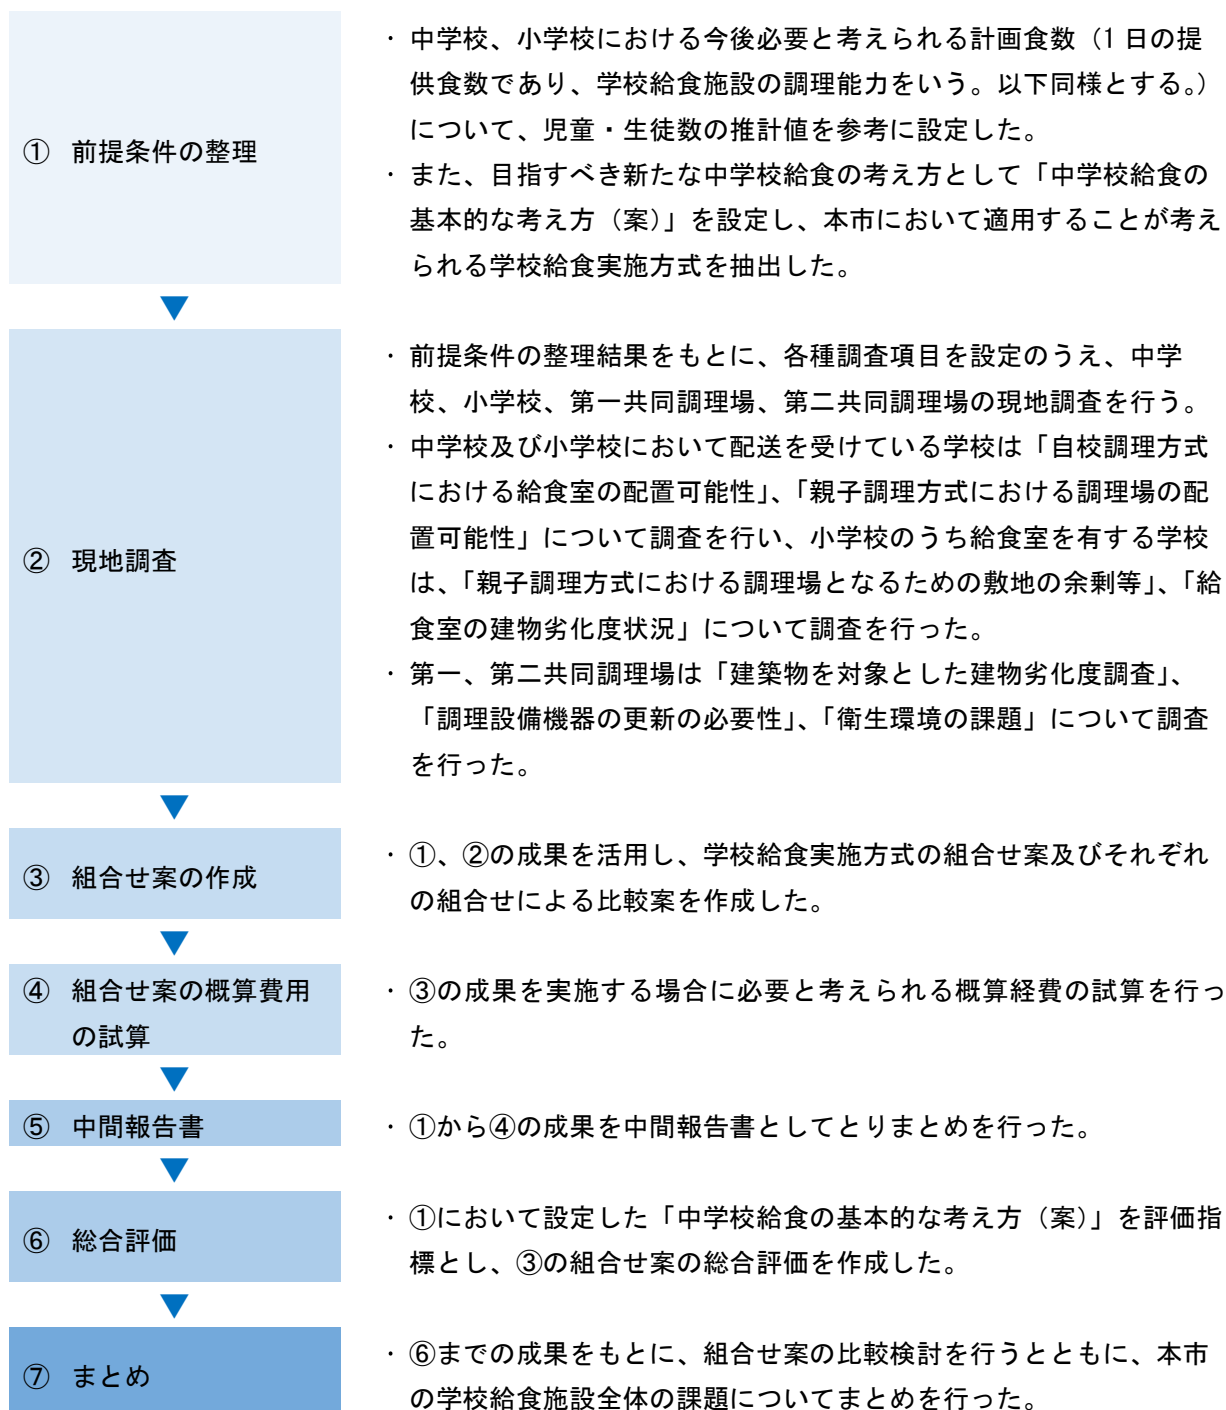 ① 前提条件の整理
・ 中学校、小学校における今後必要と考えられる計画食数（1 日の提
供食数であり、学校給食施設の調理能力をいう。以下同様とする。）
について、児童・生徒数の推計値を参考に設定した。
・ また、目指すべき新たな中学校給食の考え方として「中学校給食の
基本的な考え方（案）」を設定し、本市において適用することが考え
られる学校給食実施方式を抽出した。
② 現地調査
・ 前提条件の整理結果をもとに、各種調査項目を設定のうえ、中学
校、小学校、第一共同調理場、第二共同調理場の現地調査を行う。
・ 中学校及び小学校において配送を受けている学校は「自校調理方式
における給食室の配置可能性」、「親子調理方式における調理場の配
置可能性」について調査を行い、小学校のうち給食室を有する学校
は、「親子調理方式における調理場となるための敷地の余剰等」、「給
食室の建物劣化度状況」について調査を行った。
・ 第一、第二共同調理場は「建築物を対象とした建物劣化度調査」、
「調理設備機器の更新の必要性」、「衛生環境の課題」について調査
を行った。
③ 組合せ案の作成
・ ①、②の成果を活用し、学校給食実施方式の組合せ案及びそれぞれ
の組合せによる比較案を作成した。
④ 組合せ案の概算費用
の試算
・ ③の成果を実施する場合に必要と考えられる概算経費の試算を行っ
た。
⑤ 中間報告書
・ ①から④の成果を中間報告書としてとりまとめを行った。
⑥ 総合評価
・ ①において設定した「中学校給食の基本的な考え方（案）」を評価指
標とし、③の組合せ案の総合評価を作成した。
⑦ まとめ
・ ⑥までの成果をもとに、組合せ案の比較検討を行うとともに、本市
の学校給食施設全体の課題についてまとめを行った。